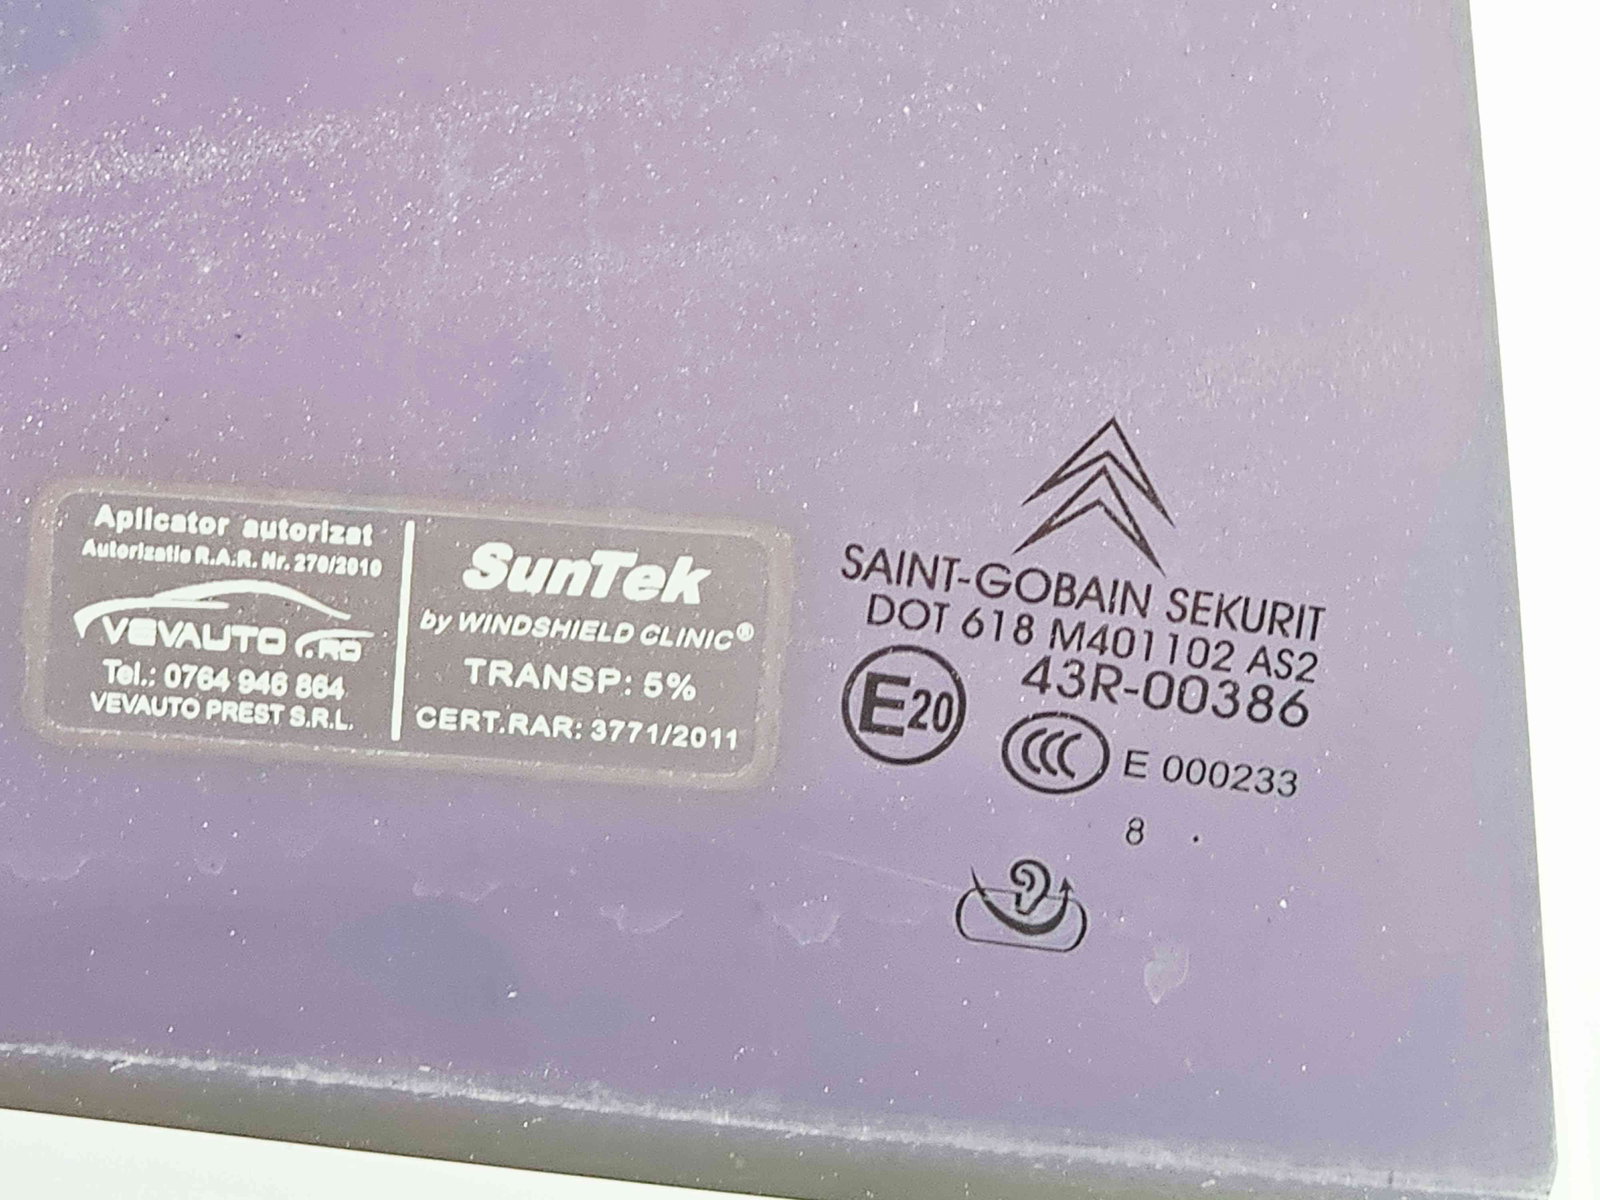 Aplicator autorizat
Autorizatie R.A.R. Nr. 270/2010
VEVAUTO.RO
Tel.: 0764 946 864
VEVAUTO PREST S.R.L.
SunTek
by WINDSHIELD CLINIC®
TRANSP: 5%
CERT.RAR: 3771/2011
SAINT-GOBAIN SEKURIT
DOT 618 M401102 AS2
43R-00386
E20
CCC E 000233
8 .